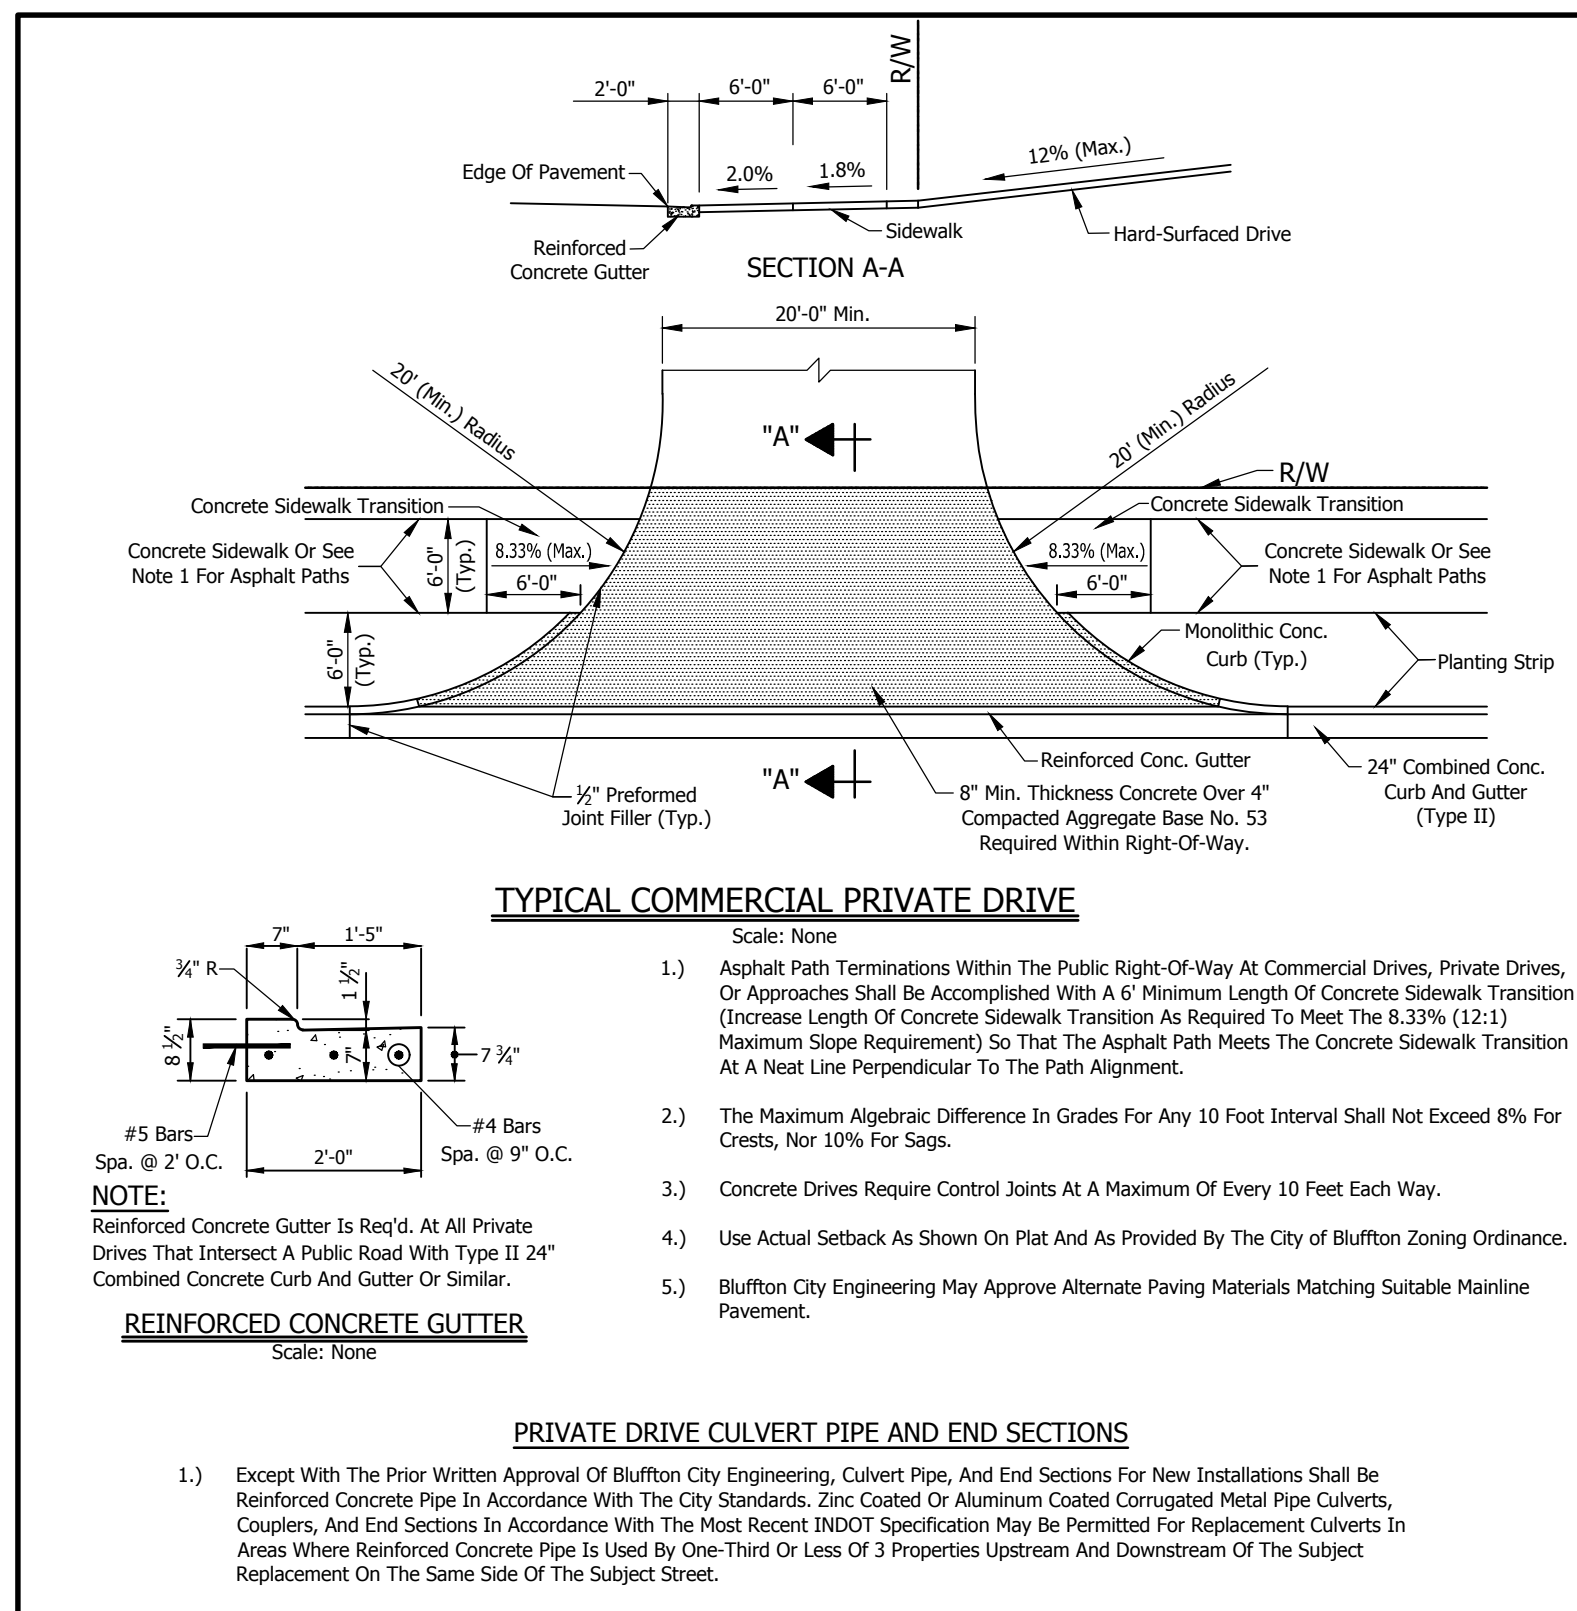 R/W
2'-0"
6'-0"
6'-0"
12% (Max.)
Edge Of Pavement
2.0%
1.8%
Sidewalk
Hard-Surfaced Drive
Reinforced
Concrete Gutter
SECTION A-A
20'-0" Min.
20' (Min.) Radius
20' (Min.) Radius
"A"
R/W
Concrete Sidewalk Transition
Concrete Sidewalk Transition
Concrete Sidewalk Or See
Note 1 For Asphalt Paths
6'-0"
(Typ.)
8.33% (Max.)
6'-0"
8.33% (Max.)
6'-0"
Concrete Sidewalk Or See
Note 1 For Asphalt Paths
6'-0"
(Typ.)
Monolithic Conc.
Curb (Typ.)
Planting Strip
"A"
½" Preformed
Joint Filler (Typ.)
Reinforced Conc. Gutter
8" Min. Thickness Concrete Over 4"
Compacted Aggregate Base No. 53
Required Within Right-Of-Way.
24" Combined Conc.
Curb And Gutter
(Type II)
TYPICAL COMMERCIAL PRIVATE DRIVE
Scale: None
7"
1'-5"
¾" R
1 ½"
8 ½"
7"
7 ¾"
#5 Bars
Spa. @ 2' O.C.
#4 Bars
Spa. @ 9" O.C.
2'-0"
NOTE:
Reinforced Concrete Gutter Is Req'd. At All Private
Drives That Intersect A Public Road With Type II 24"
Combined Concrete Curb And Gutter Or Similar.
REINFORCED CONCRETE GUTTER
Scale: None
1.) Asphalt Path Terminations Within The Public Right-Of-Way At Commercial Drives, Private Drives,
Or Approaches Shall Be Accomplished With A 6' Minimum Length Of Concrete Sidewalk Transition
(Increase Length Of Concrete Sidewalk Transition As Required To Meet The 8.33% (12:1)
Maximum Slope Requirement) So That The Asphalt Path Meets The Concrete Sidewalk Transition
At A Neat Line Perpendicular To The Path Alignment.
2.) The Maximum Algebraic Difference In Grades For Any 10 Foot Interval Shall Not Exceed 8% For
Crests, Nor 10% For Sags.
3.) Concrete Drives Require Control Joints At A Maximum Of Every 10 Feet Each Way.
4.) Use Actual Setback As Shown On Plat And As Provided By The City of Bluffton Zoning Ordinance.
5.) Bluffton City Engineering May Approve Alternate Paving Materials Matching Suitable Mainline
Pavement.
PRIVATE DRIVE CULVERT PIPE AND END SECTIONS
1.) Except With The Prior Written Approval Of Bluffton City Engineering, Culvert Pipe, And End Sections For New Installations Shall Be
Reinforced Concrete Pipe In Accordance With The City Standards. Zinc Coated Or Aluminum Coated Corrugated Metal Pipe Culverts,
Couplers, And End Sections In Accordance With The Most Recent INDOT Specification May Be Permitted For Replacement Culverts In
Areas Where Reinforced Concrete Pipe Is Used By One-Third Or Less Of 3 Properties Upstream And Downstream Of The Subject
Replacement On The Same Side Of The Subject Street.